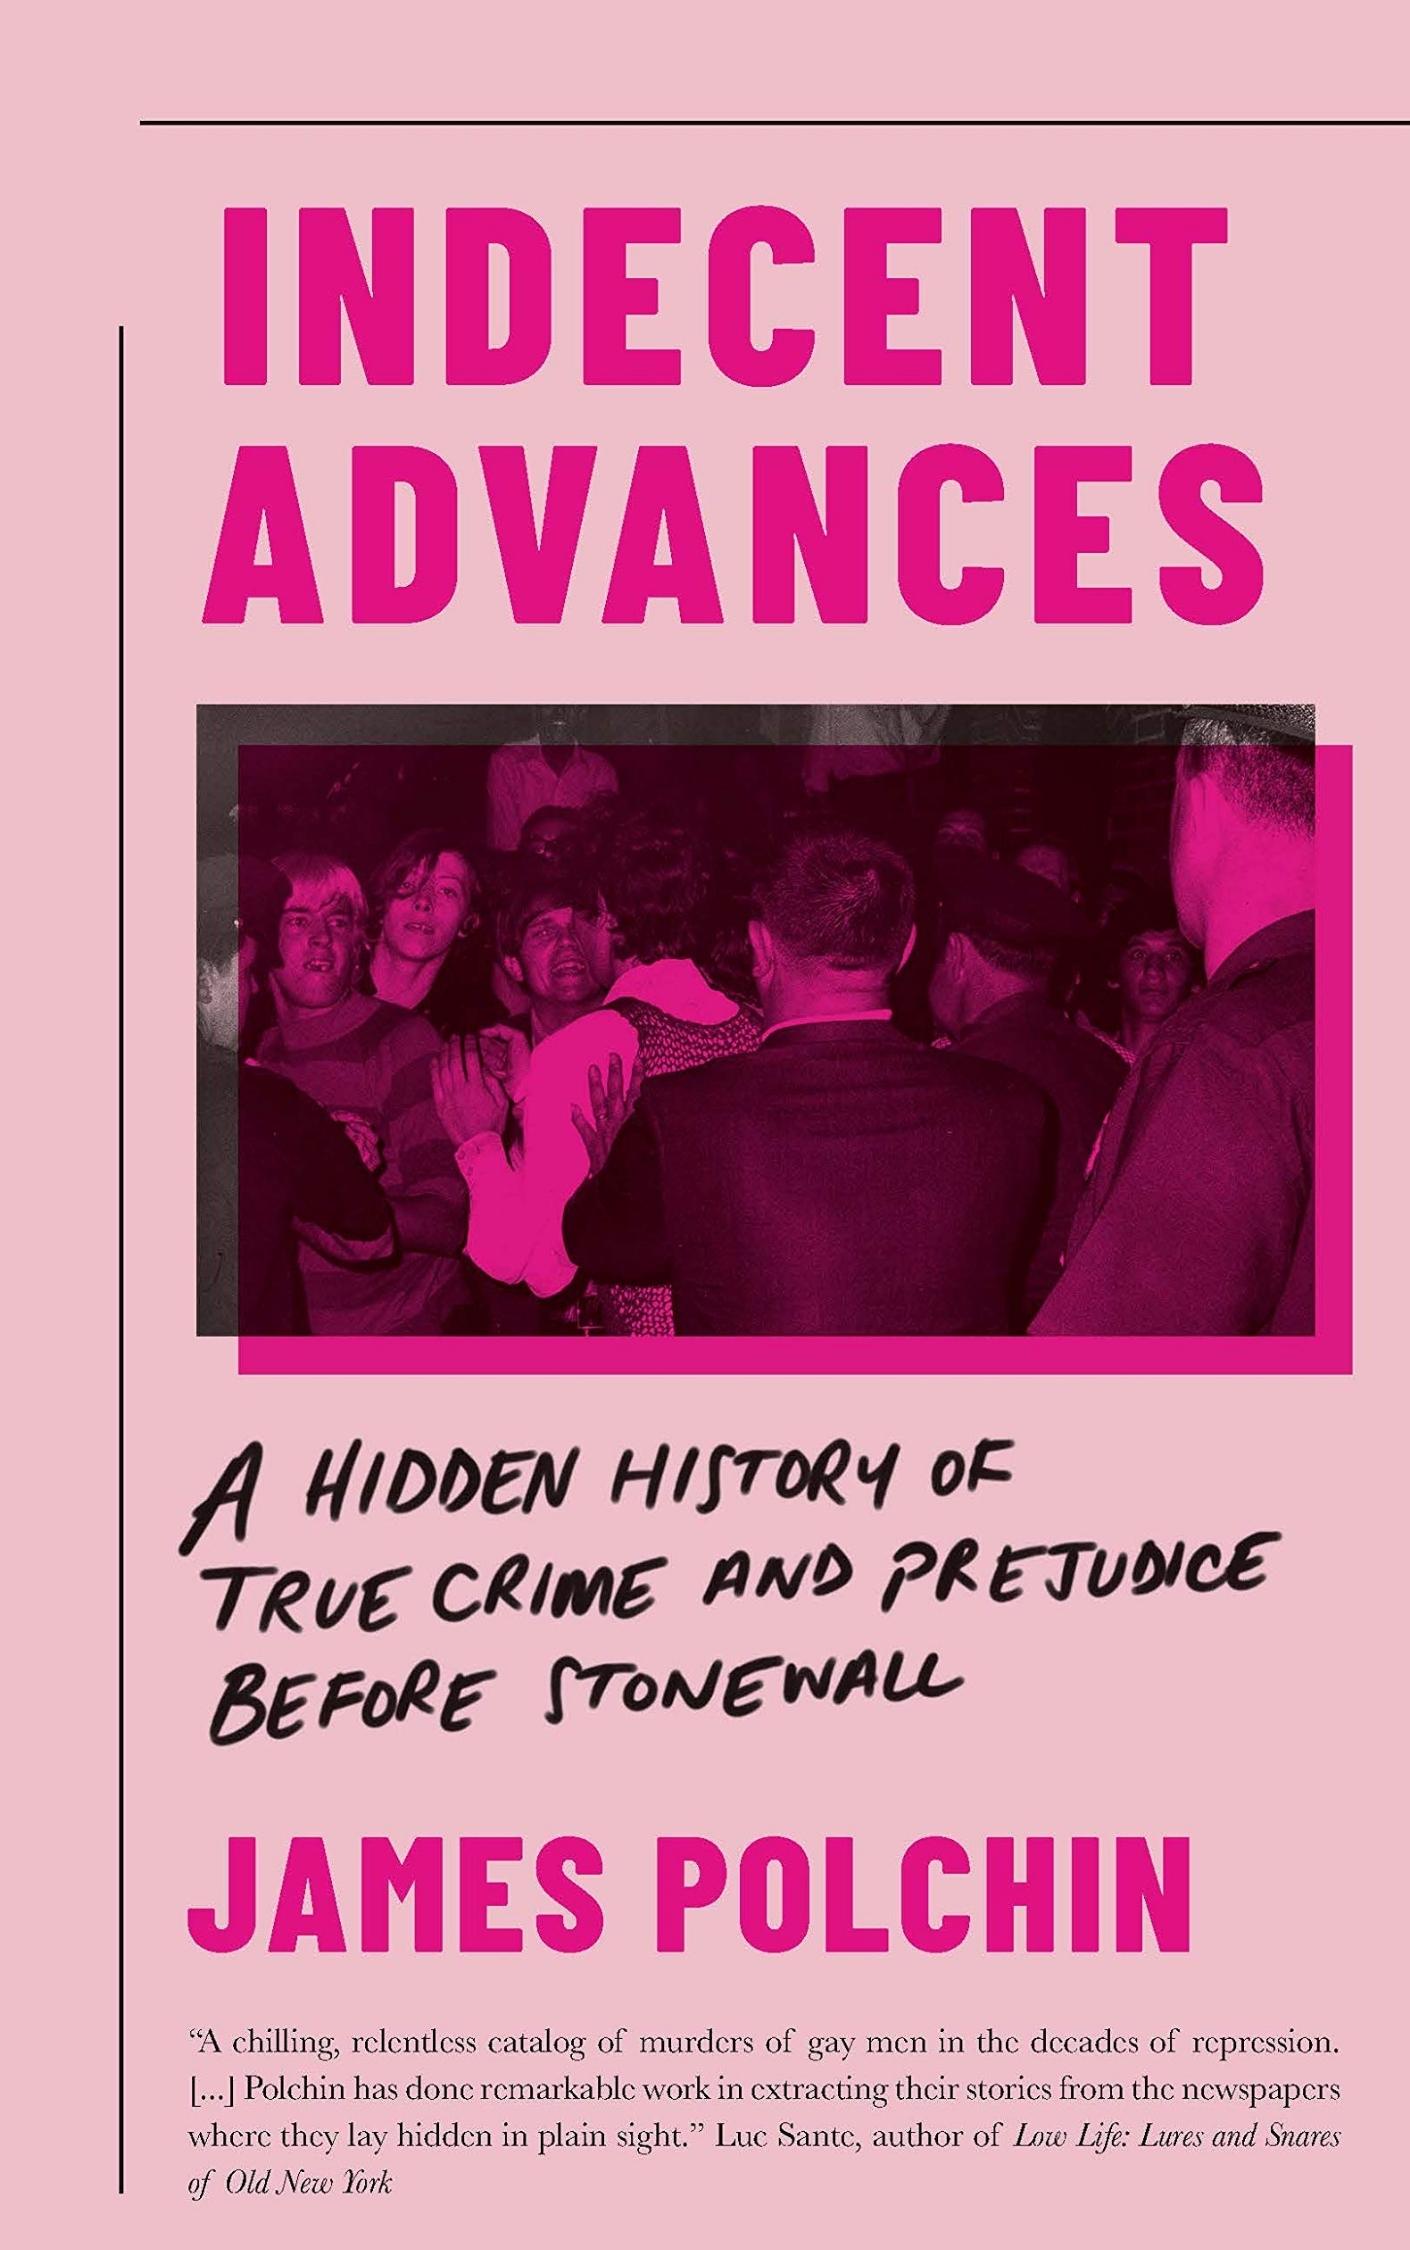 INDECENT
ADVANCES
A HIDDEN HISTORY OF
TRUE CRIME AND PREJUDICE
BEFORE STONEWALL
JAMES POLCHIN
“A chilling, relentless catalog of murders of gay men in the decades of repression.
[...] Polchin has done remarkable work in extracting their stories from the newspapers
where they lay hidden in plain sight.” Luc Sante, author of Low Life: Lures and Snares
of Old New York